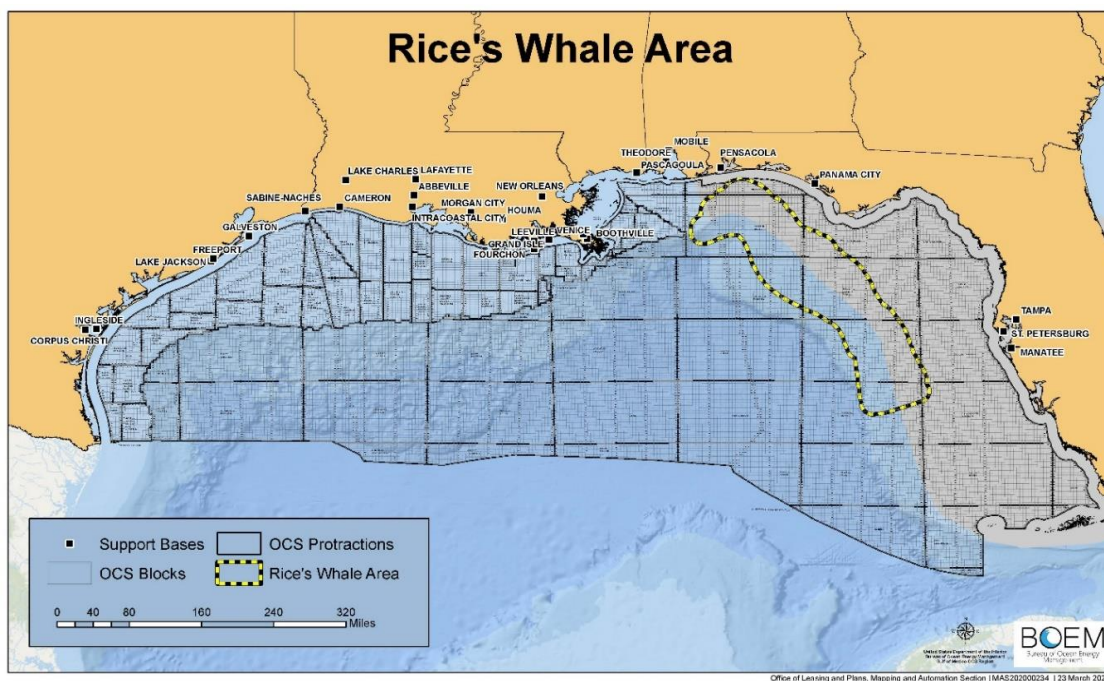 Rice's Whale Area
MOBILE
THEODORE
PENSACOLA
PASCAGOULA
LAKE CHARLES
LAFAYETTE
PANAMA CITY
ABBEVILLE
NEW ORLEANS
SABINE-NACHES
CAMERON
MORGAN CITY
INTRACOASTAL CITY
HOUMA
GALVESTON
LEEVILLE
VENICE
BOOTHVILLE
GRAND ISLE
FREEPORT
FOURCHON
LAKE JACKSON
TAMPA
INGLESIDE
ST. PETERSBURG
CORPUS CHRISTI
MANATEE
Support Bases
OCS Protractions
OCS Blocks
Rice's Whale Area
0 40 80 160 240 320
Miles
BOEM
Bureau of Ocean Energy
Management
Office of Leasing and Plans, Mapping and Automation Section | MAS202000234 | 23 March